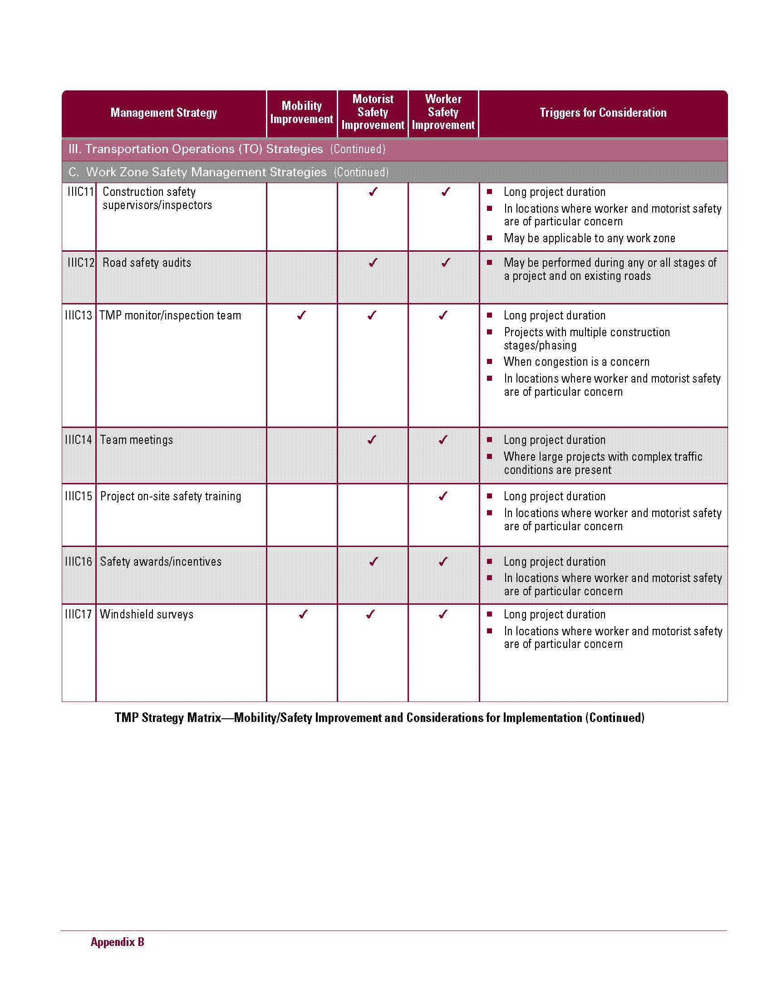 Management Strategy
Mobility
Improvement
Motorist
Safety
Improvement
Worker
Safety
Improvement
Triggers for Consideration
III. Transportation Operations (TO) Strategies (Continued)
C. Work Zone Safety Management Strategies (Continued)
IIIC11 Construction safety
supervisors/inspectors
✓ ✓
■ Long project duration
■ In locations where worker and motorist safety
are of particular concern
■ May be applicable to any work zone
IIIC12 Road safety audits ✓ ✓
■ May be performed during any or all stages of
a project and on existing roads
IIIC13 TMP monitor/inspection team ✓ ✓ ✓
■ Long project duration
■ Projects with multiple construction
stages/phasing
■ When congestion is a concern
■ In locations where worker and motorist safety
are of particular concern
IIIC14 Team meetings ✓ ✓
■ Long project duration
■ Where large projects with complex traffic
conditions are present
IIIC15 Project on-site safety training ✓
■ Long project duration
■ In locations where worker and motorist safety
are of particular concern
IIIC16 Safety awards/incentives ✓ ✓
■ Long project duration
■ In locations where worker and motorist safety
are of particular concern
IIIC17 Windshield surveys ✓ ✓ ✓
■ Long project duration
■ In locations where worker and motorist safety
are of particular concern
TMP Strategy Matrix—Mobility/Safety Improvement and Considerations for Implementation (Continued)
Appendix B